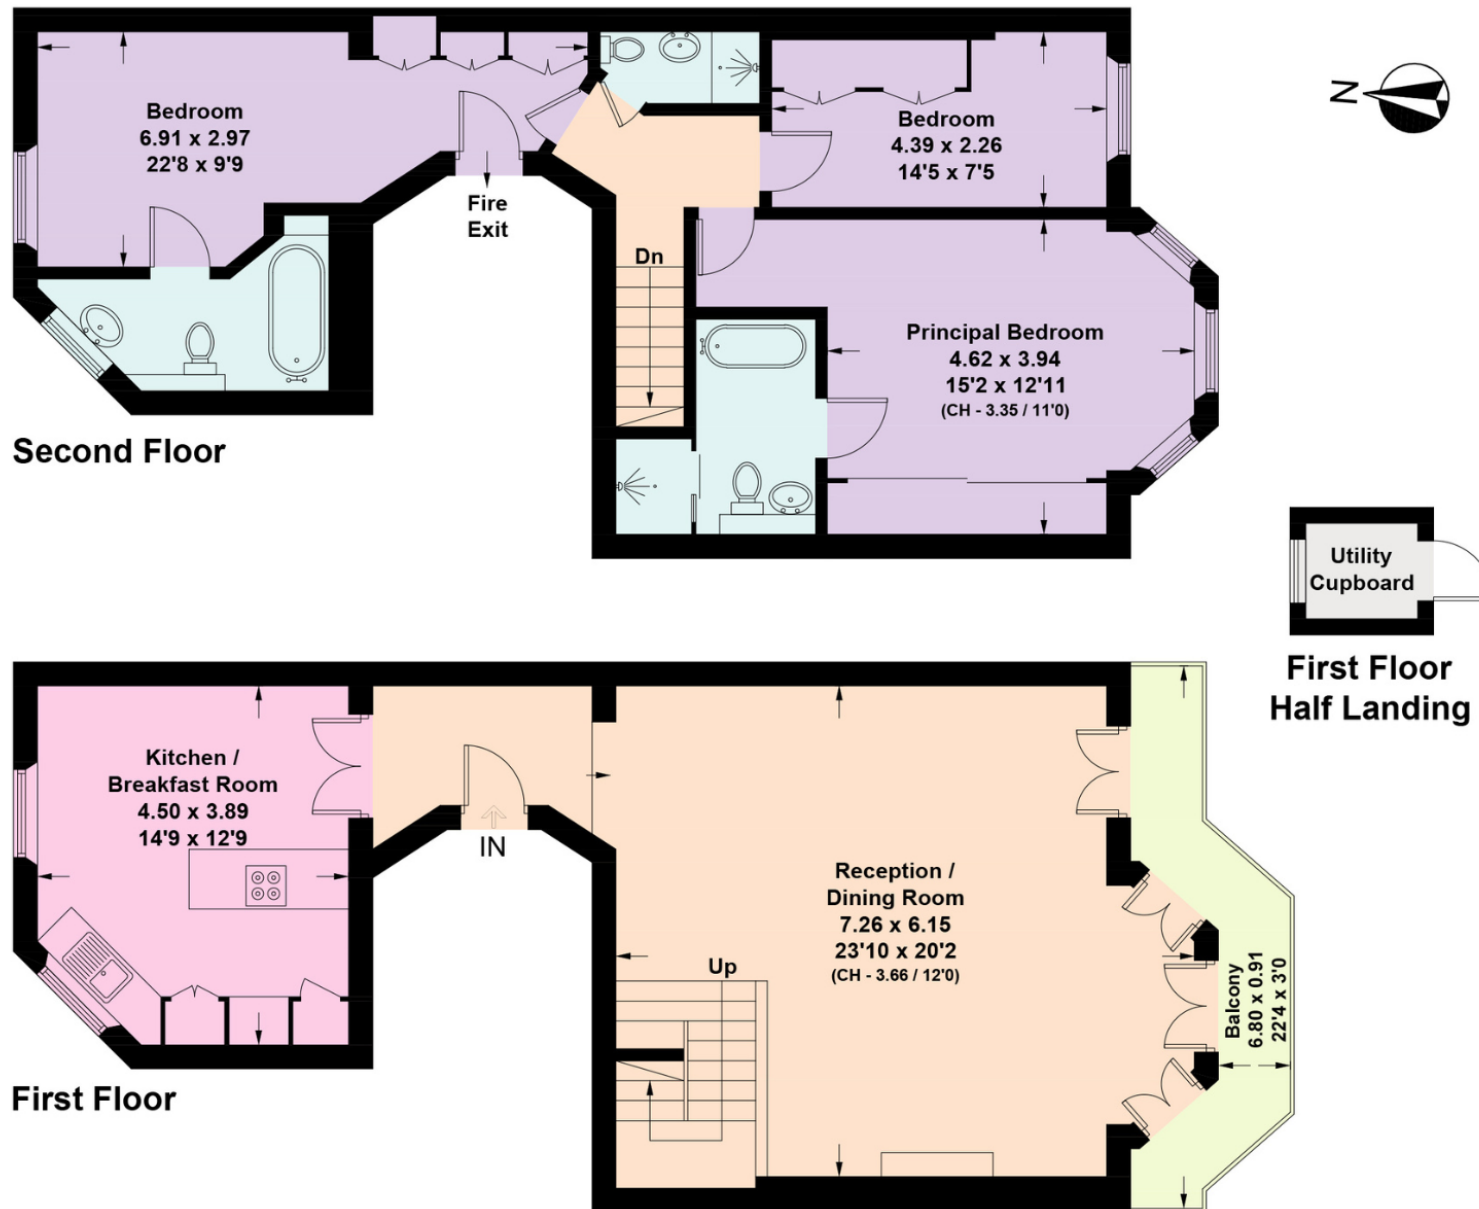 Bedroom
6.91 x 2.97
22'8 x 9'9
Fire
Exit
Dn
Bedroom
4.39 x 2.26
14'5 x 7'5
N
Principal Bedroom
4.62 x 3.94
15'2 x 12'11
(CH - 3.35 / 11'0)
Second Floor
Utility
Cupboard
First Floor
Half Landing
Kitchen /
Breakfast Room
4.50 x 3.89
14'9 x 12'9
IN
Reception /
Dining Room
7.26 x 6.15
23'10 x 20'2
(CH - 3.66 / 12'0)
Up
Balcony
6.80 x 0.91
22'4 x 3'0
First Floor